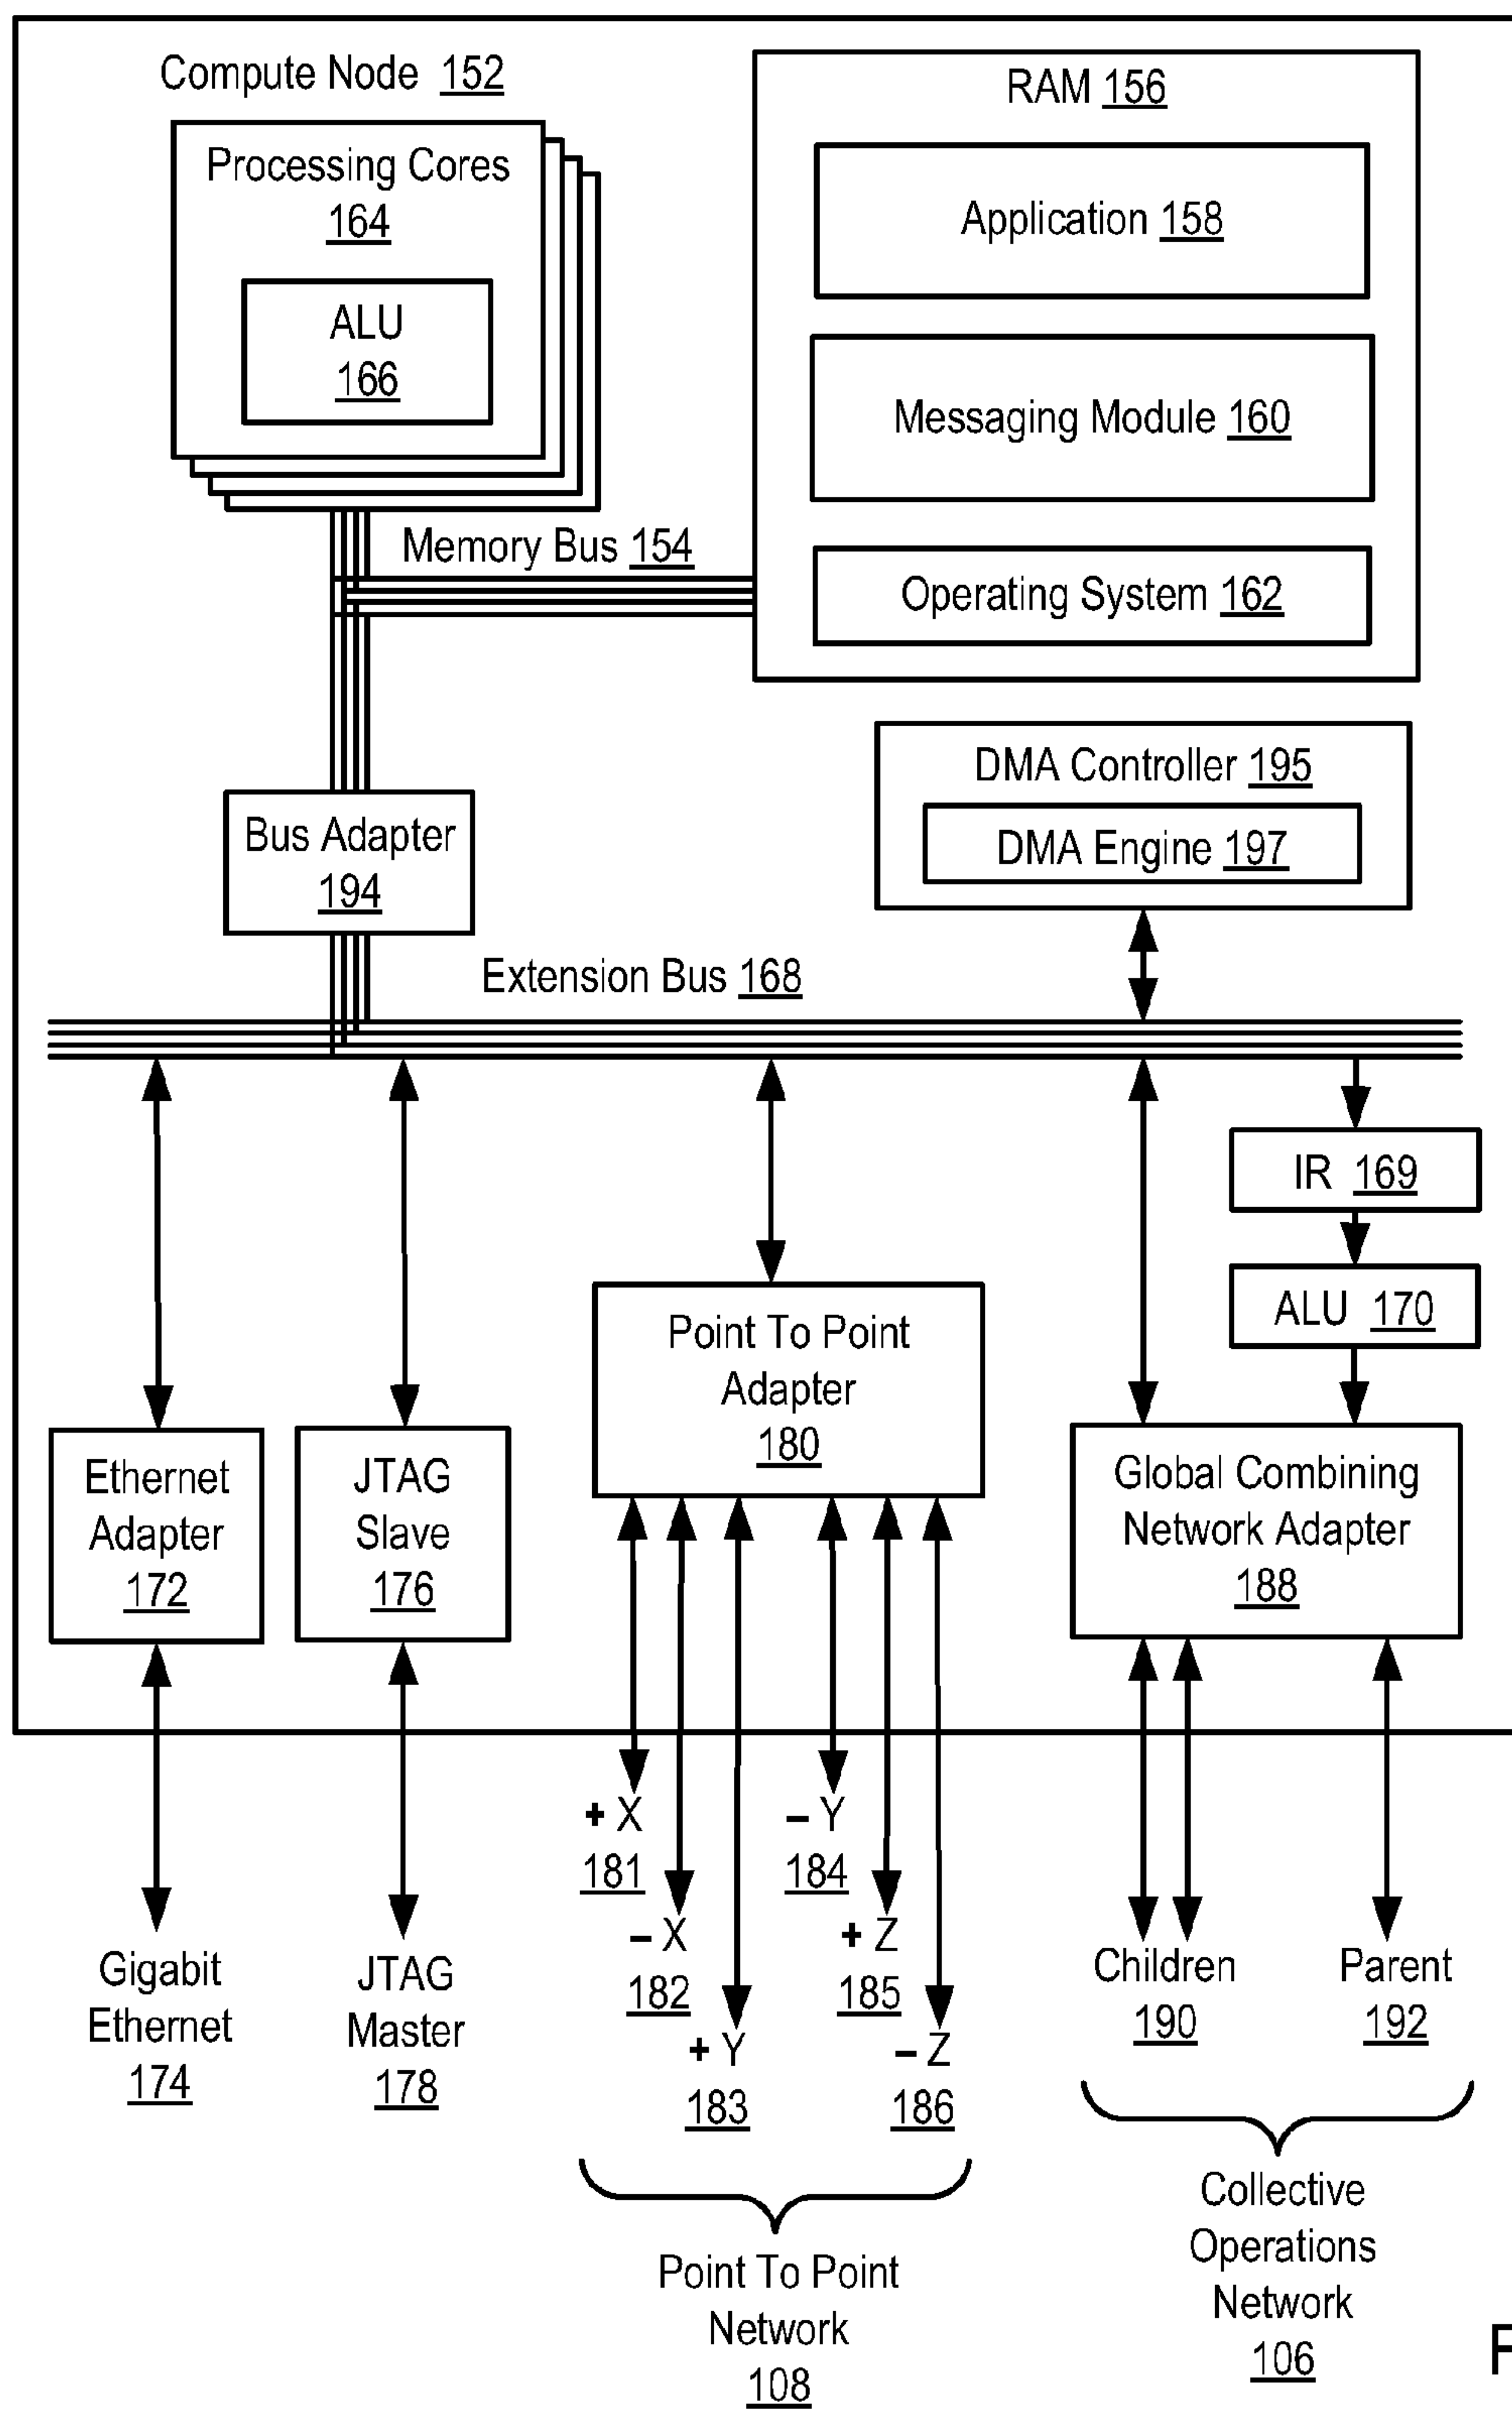 Compute Node 152
Processing Cores
164
ALU
166
RAM 156
Application 158
Messaging Module 160
Operating System 162
Memory Bus 154
DMA Controller 195
DMA Engine 197
Bus Adapter
194
Extension Bus 168
IR 169
ALU 170
Point To Point
Adapter
180
Ethernet
Adapter
172
JTAG
Slave
176
Global Combining
Network Adapter
188
+ X
181
– X
182
+ Y
183
– Y
184
+ Z
185
– Z
186
Gigabit
Ethernet
174
JTAG
Master
178
Children
190
Parent
192
Point To Point
Network
108
Collective
Operations
Network
106
F